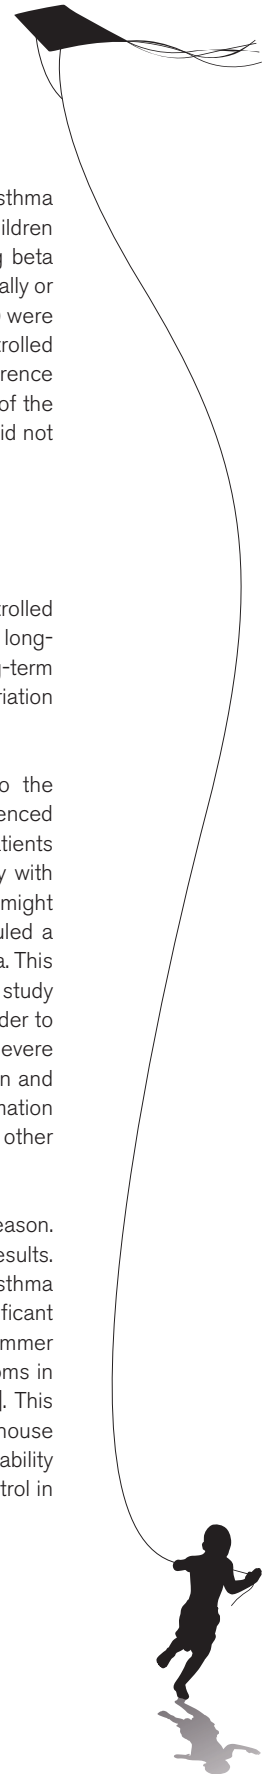 sthma
ildren
g beta
ally or
were
rolled
rence
of the
id not
rolled
long-
g-term
riation
o the
enced
tients
y with
might
uled a
a. This
study
der to
evere
n and
nation
other
eason.
esults.
sthma
ficant
mmer
oms in
]. This
house
ability
trol in